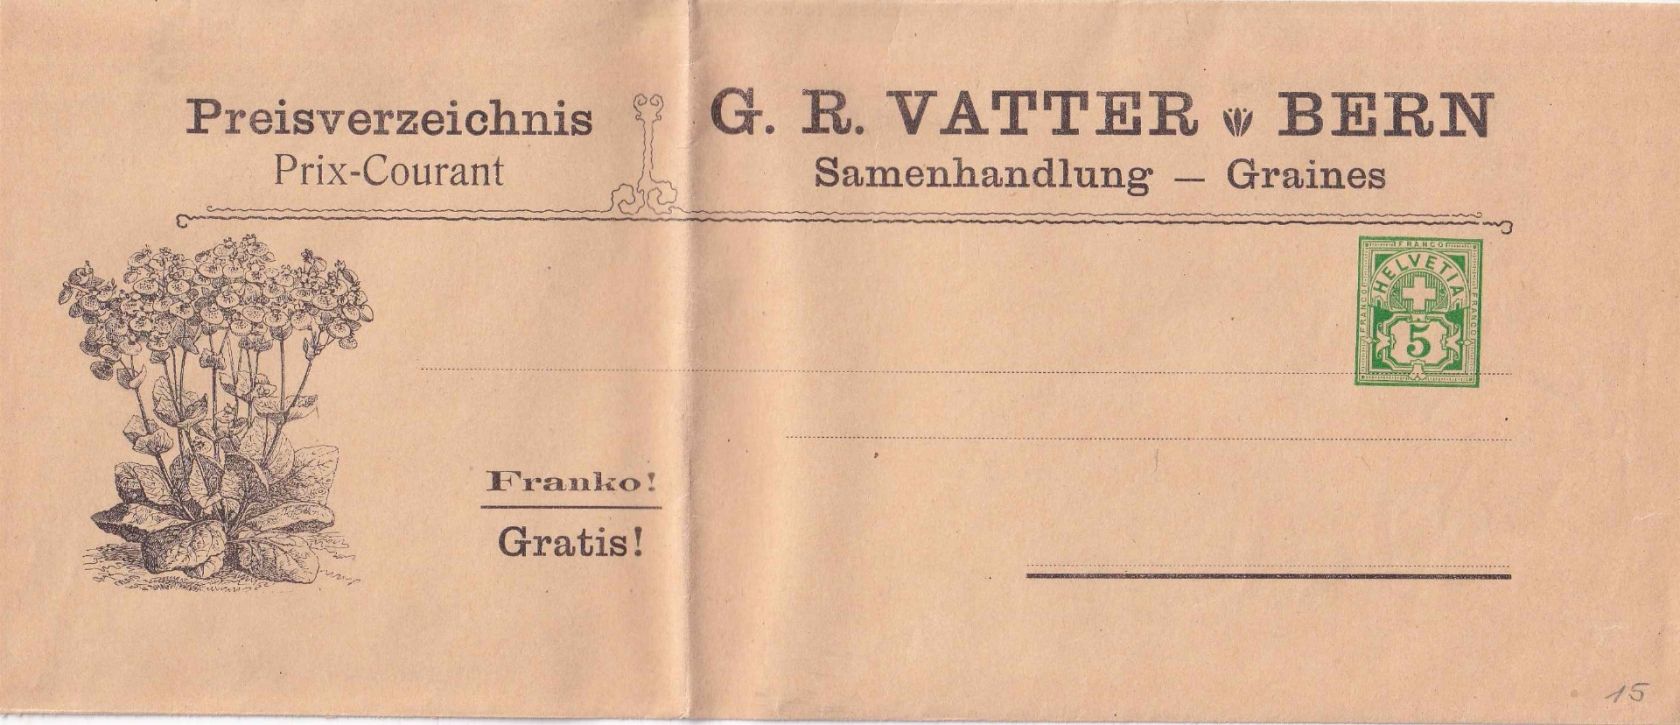 Preisverzeichnis
Prix-Courant
G. R. VATTER BERN
Samenhandlung — Graines
FRANCO
HELVETIA
FRANCO
FRANCO
5
Franko!
Gratis!
15